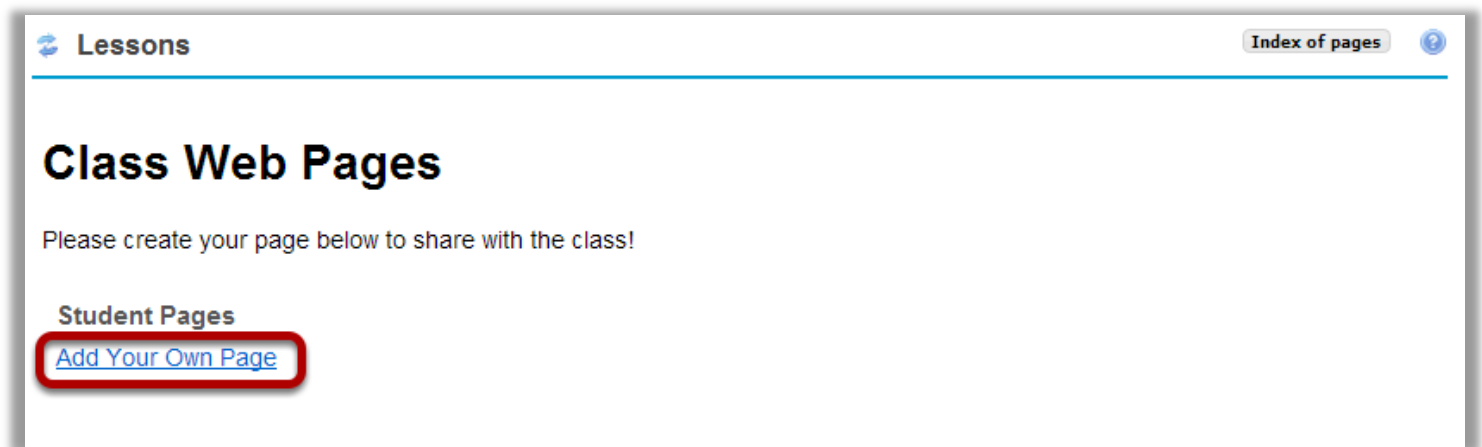 Lessons
Index of pages
Class Web Pages
Please create your page below to share with the class!
Student Pages
Add Your Own Page